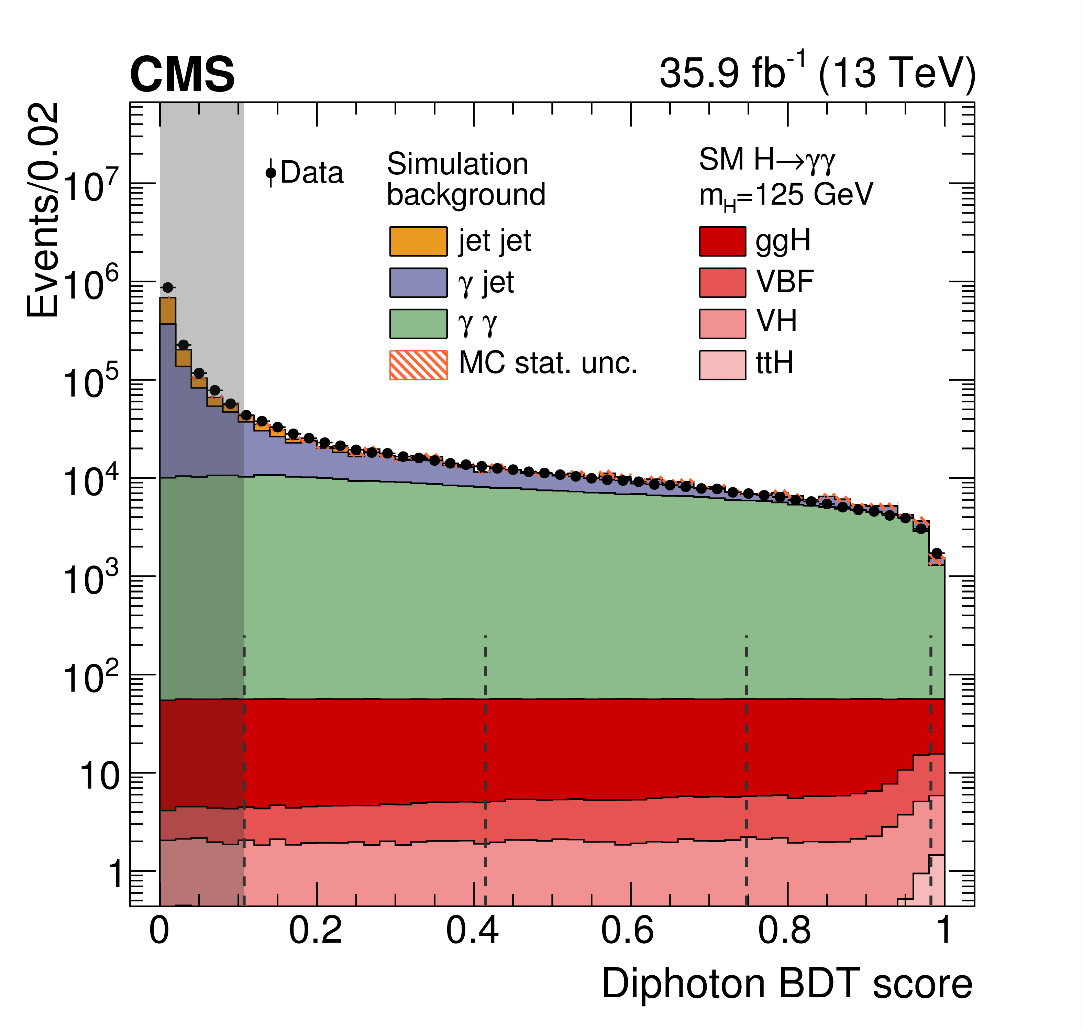 CMS
35.9 fb⁻¹ (13 TeV)
Events/0.02
10⁷
10⁶
10⁵
10⁴
10³
10²
10
1
Data
Simulation
background
jet jet
γ jet
γ γ
MC stat. unc.
SM H→γγ
m_H=125 GeV
ggH
VBF
VH
ttH
0 0.2 0.4 0.6 0.8 1
Diphoton BDT score